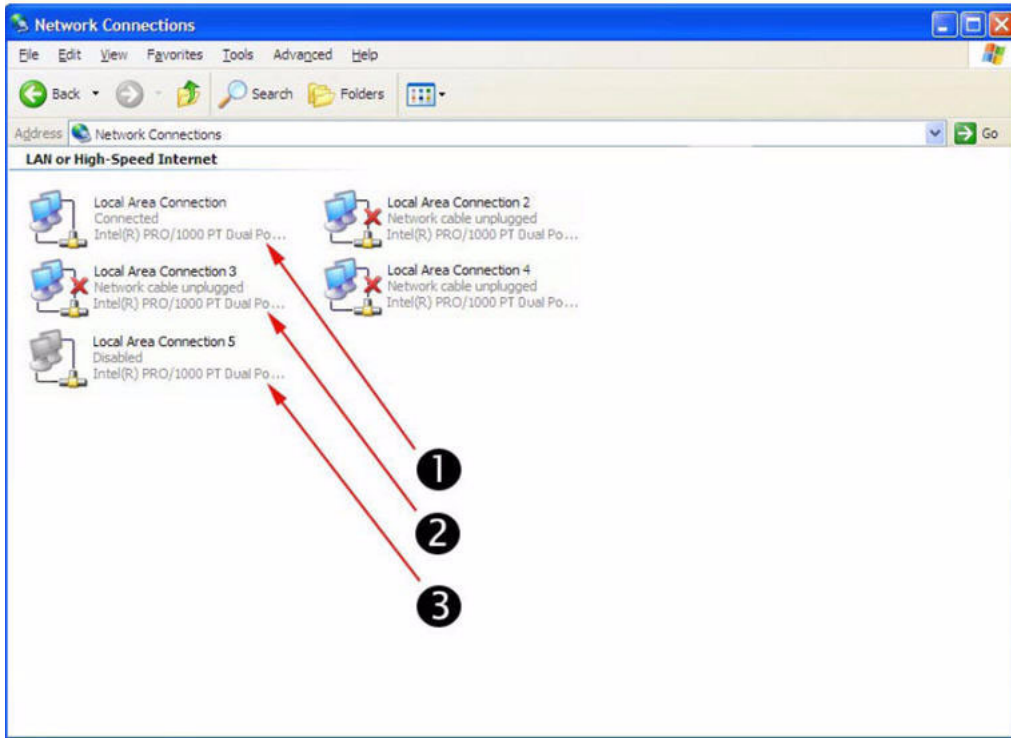 Network Connections
File Edit View Favorites Tools Advanced Help
Back Search Folders
Address Network Connections Go
LAN or High-Speed Internet
Local Area Connection
Connected
Intel(R) PRO/1000 PT Dual Po...
Local Area Connection 2
Network cable unplugged
Intel(R) PRO/1000 PT Dual Po...
Local Area Connection 3
Network cable unplugged
Intel(R) PRO/1000 PT Dual Po...
Local Area Connection 4
Network cable unplugged
Intel(R) PRO/1000 PT Dual Po...
Local Area Connection 5
Disabled
Intel(R) PRO/1000 PT Dual Po...
1
2
3